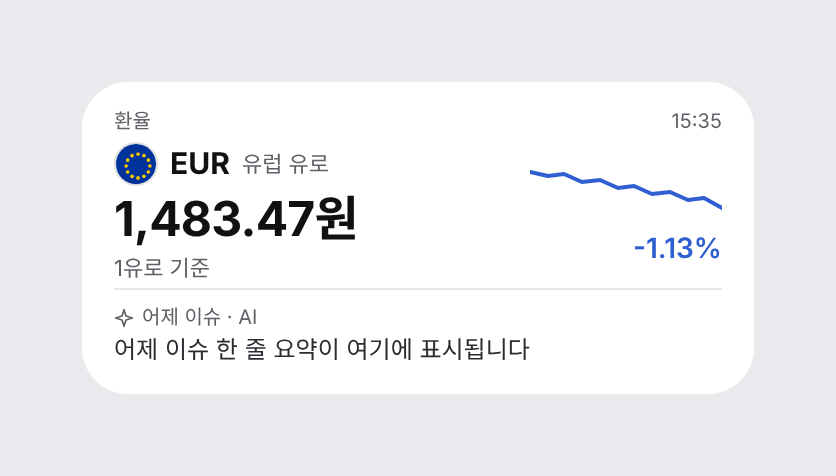 환율
15:35
EUR 유럽 유로
1,483.47원
-1.13%
1유로 기준
어제 이슈 · AI
어제 이슈 한 줄 요약이 여기에 표시됩니다